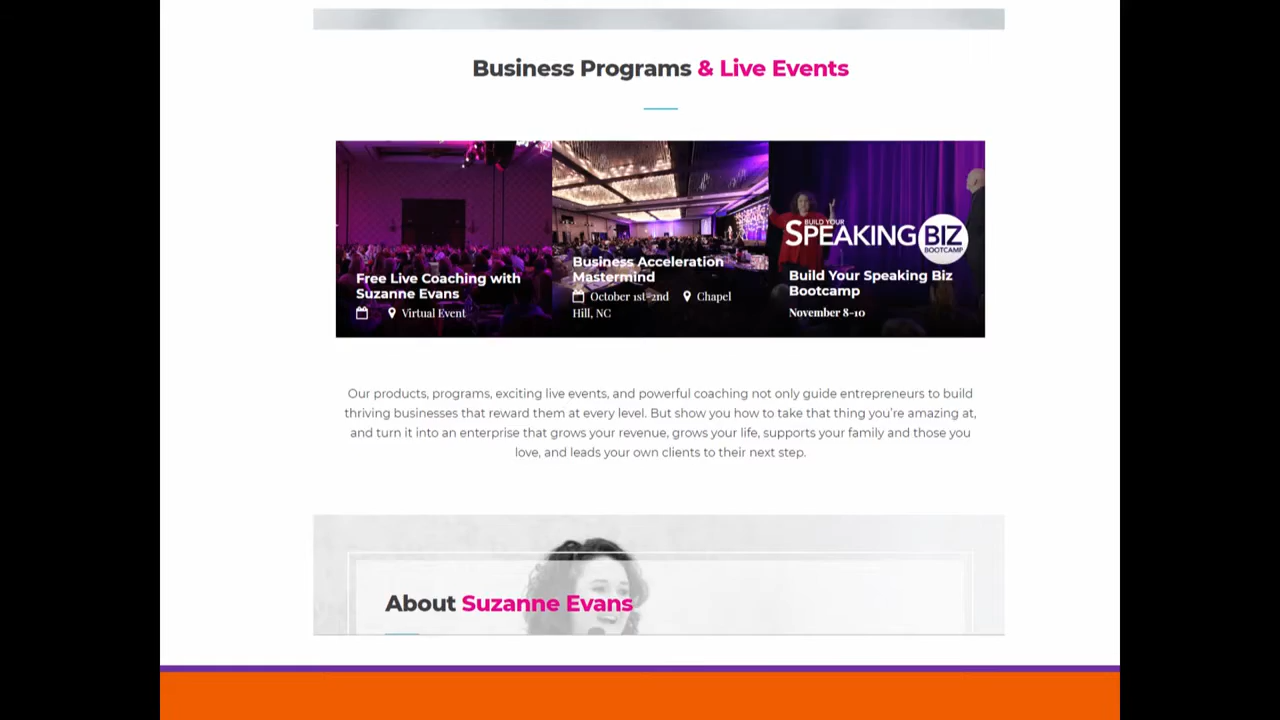 Business Programs & Live Events
Free Live Coaching with
Suzanne Evans
Virtual Event
Business Acceleration
Mastermind
October 1st-2nd Chapel
Hill, NC
BUILD YOUR
SPEAKING BIZ
BOOTCAMP
Build Your Speaking Biz
Bootcamp
November 8-10
Our products, programs, exciting live events, and powerful coaching not only guide entrepreneurs to build
thriving businesses that reward them at every level. But show you how to take that thing you’re amazing at,
and turn it into an enterprise that grows your revenue, grows your life, supports your family and those you
love, and leads your own clients to their next step.
About Suzanne Evans